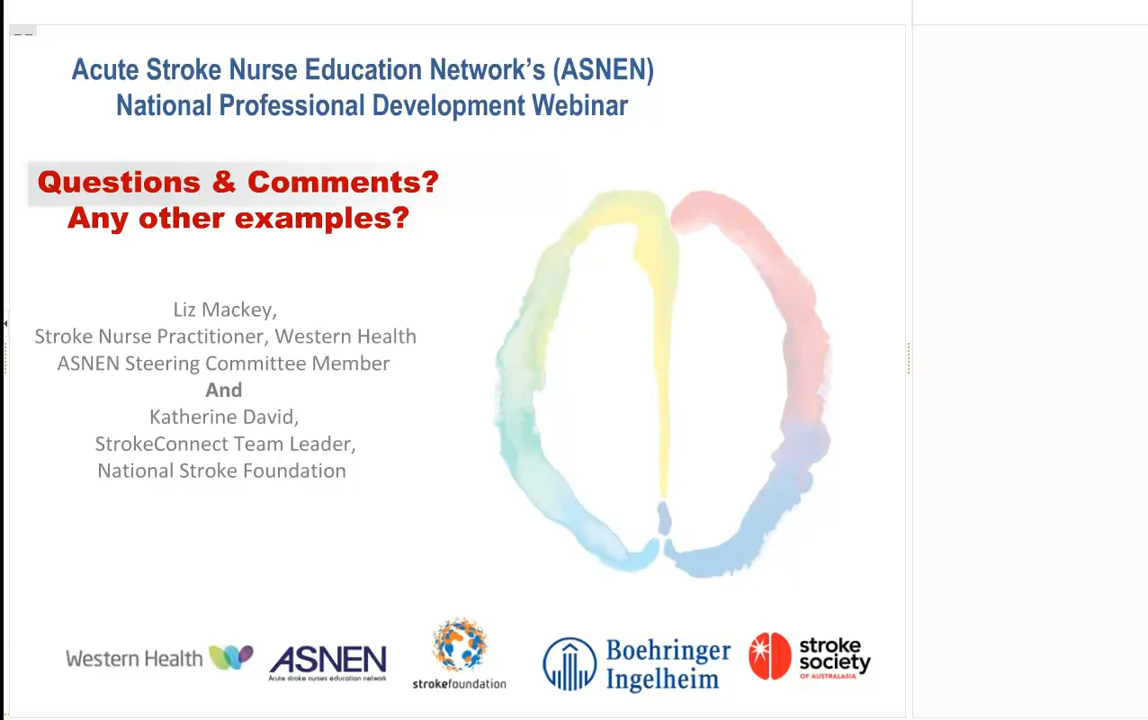 Acute Stroke Nurse Education Network's (ASNEN)
National Professional Development Webinar
Questions & Comments?
Any other examples?
Liz Mackey,
Stroke Nurse Practitioner, Western Health
ASNEN Steering Committee Member
And
Katherine David,
StrokeConnect Team Leader,
National Stroke Foundation
Western Health
ASNEN
Acute stroke nurses education network
strokefoundation
Boehringer
Ingelheim
stroke
society
OF AUSTRALASIA